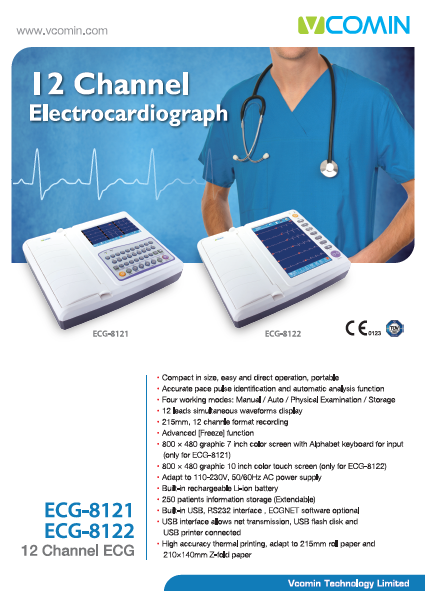 www.vcomin.com
VCOMIN
12 Channel
Electrocardiograph
ECG-8121
ECG-8122
CE 0123
• Compact in size, easy and direct operation, portable
• Accurate pace pulse identification and automatic analysis function
• Four working modes: Manual / Auto / Physical Examination / Storage
• 12 leads simultaneous waveforms display
• 215mm, 12 channle format recording
• Advanced [Freeze] function
• 800 × 480 graphic 7 inch color screen with Alphabet keyboard for input
(only for ECG-8121)
• 800 × 480 graphic 10 inch color touch screen (only for ECG-8122)
• Adapt to 110-230V, 50/60Hz AC power supply
• Built-in rechargeable Li-ion battery
• 250 patients information storage (Extendable)
• Built-in USB, RS232 interface , ECGNET software optional
• USB interface allows net transmission, USB flash disk and
USB printer connected
• High accuracy thermal printing, adapt to 215mm roll paper and
210×140mm Z-fold paper
ECG-8121
ECG-8122
12 Channel ECG
Vcomin Technology Limited